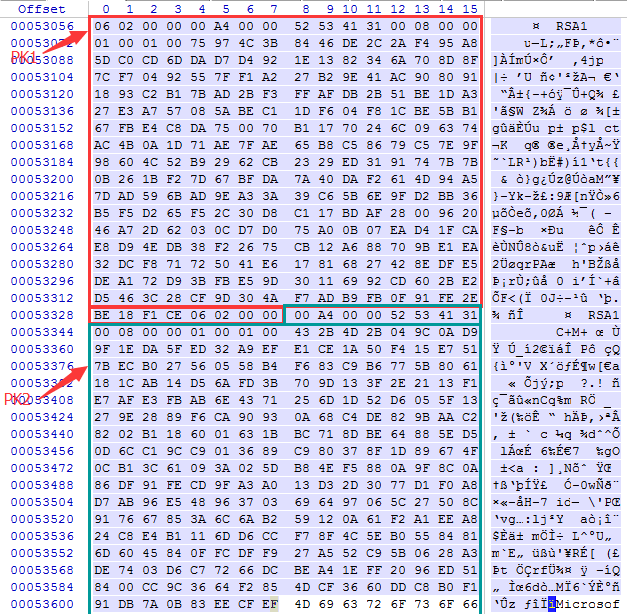 Offset 0 1 2 3 4 5 6 7 8 9 10 11 12 13 14 15
00053056 06 02 00 00 00 A4 00 00 52 53 41 31 00 08 00 00 ¤ RSA1
00053072 01 00 01 00 75 97 4C 3B 84 46 DE 2C 2A F4 95 A8
PK1
00053088 5D C0 CD 6D DA D7 D4 92 1E 13 82 34 6A 70 8D 8F
00053104 7C F7 04 92 55 7F F1 A2 27 B2 9E 41 AC 90 80 91
00053120 18 93 C2 B1 7B AD 2B F3 FF AF DB 2B 51 BE 1D A3
00053136 27 E3 A7 57 08 5A BE C1 1D F6 04 F8 1C BE 5B B1
00053152 67 FB E4 C8 DA 75 00 70 B1 17 70 24 6C 09 63 74
00053168 AC 4B 0A 1D 71 AE 7F AE 65 B8 C5 86 79 C5 7E 9F
00053184 98 60 4C 52 B9 29 62 CB 23 29 ED 31 91 74 7B 7B
00053200 0B 26 1B F2 7D 67 BF DA 7A 40 DA F2 61 4D 94 A5
00053216 7D AD 59 6B AD 9E A3 3A 39 C6 5B 6E 9F D2 BB 36
00053232 B5 F5 D2 65 F5 2C 30 D8 C1 17 BD AF 28 00 96 20
00053248 46 A7 2D 62 03 0C D7 D0 75 A0 0B 07 EA D4 1F CA
00053264 E8 D9 4E DB 38 F2 26 75 CB 12 A6 88 70 9B E1 EA
00053280 32 DC F8 71 72 50 41 E6 17 81 68 27 42 8E DF E5
00053296 DE A1 72 D9 3B FB E5 9D 30 11 69 92 CD 60 2B E2
00053312 D5 46 3C 28 CF 9D 30 4A F7 AD B9 FB 0F 91 FE 2E
00053328 BE 18 F1 CE 06 02 00 00 00 A4 00 00 52 53 41 31 ¾ ñÎ ¤ RSA1
00053344 00 08 00 00 01 00 01 00 43 2B 4D 2B 04 9C 0A D9 C+M+ œ Ù
00053360 9F 1E DA 5F ED 32 A9 EF E1 CE 1A 50 F4 15 E7 51
00053376 7B EC B0 27 56 05 58 B4 F6 83 C9 B6 77 5B 80 61
00053392 18 1C AB 14 D5 6A FD 3B 70 9D 13 3F 2E 21 13 F1
PK2
00053408 E7 AF E3 FB AB 6E 43 71 25 6D 1D 52 D6 05 5F 13
00053424 27 9E 28 89 F6 CA 90 93 0A 68 C4 DE 82 9B AA C2
00053440 82 02 B1 18 60 01 63 1B BC 71 8D BE 64 88 5E D5
00053456 0D 6C C1 C9 C9 01 36 89 C9 80 37 8F 1D 89 67 4F
00053472 0C B1 3C 61 09 3A 02 5D B8 4E F5 88 0A 9F 8C 0A
00053488 86 DF 91 FE CD 9F A3 A0 13 D3 2D 30 77 D1 F0 A8
00053504 D7 AB 96 E5 48 96 37 03 69 64 97 06 5C 27 50 8C
00053520 91 76 67 85 3A 6C 6A B2 59 12 0A 61 F2 A1 EE A8
00053536 24 C8 E4 B1 11 6D D6 CC F7 8F 4C 5E B0 55 84 81
00053552 6D 60 45 84 0F FC DF F9 27 A5 52 C9 5B 06 28 A3
00053568 DE 74 03 D6 C7 72 66 DC BE A4 1E FF 20 96 ED 51
00053584 84 00 CC 9C 36 64 F2 85 4D CF 36 60 DD C8 B0 F1
00053600 91 DB 7A 0B 83 EE CF EF 4D 69 63 72 6F 73 6F 66 ‘Ûz ƒîÏïMicrosof